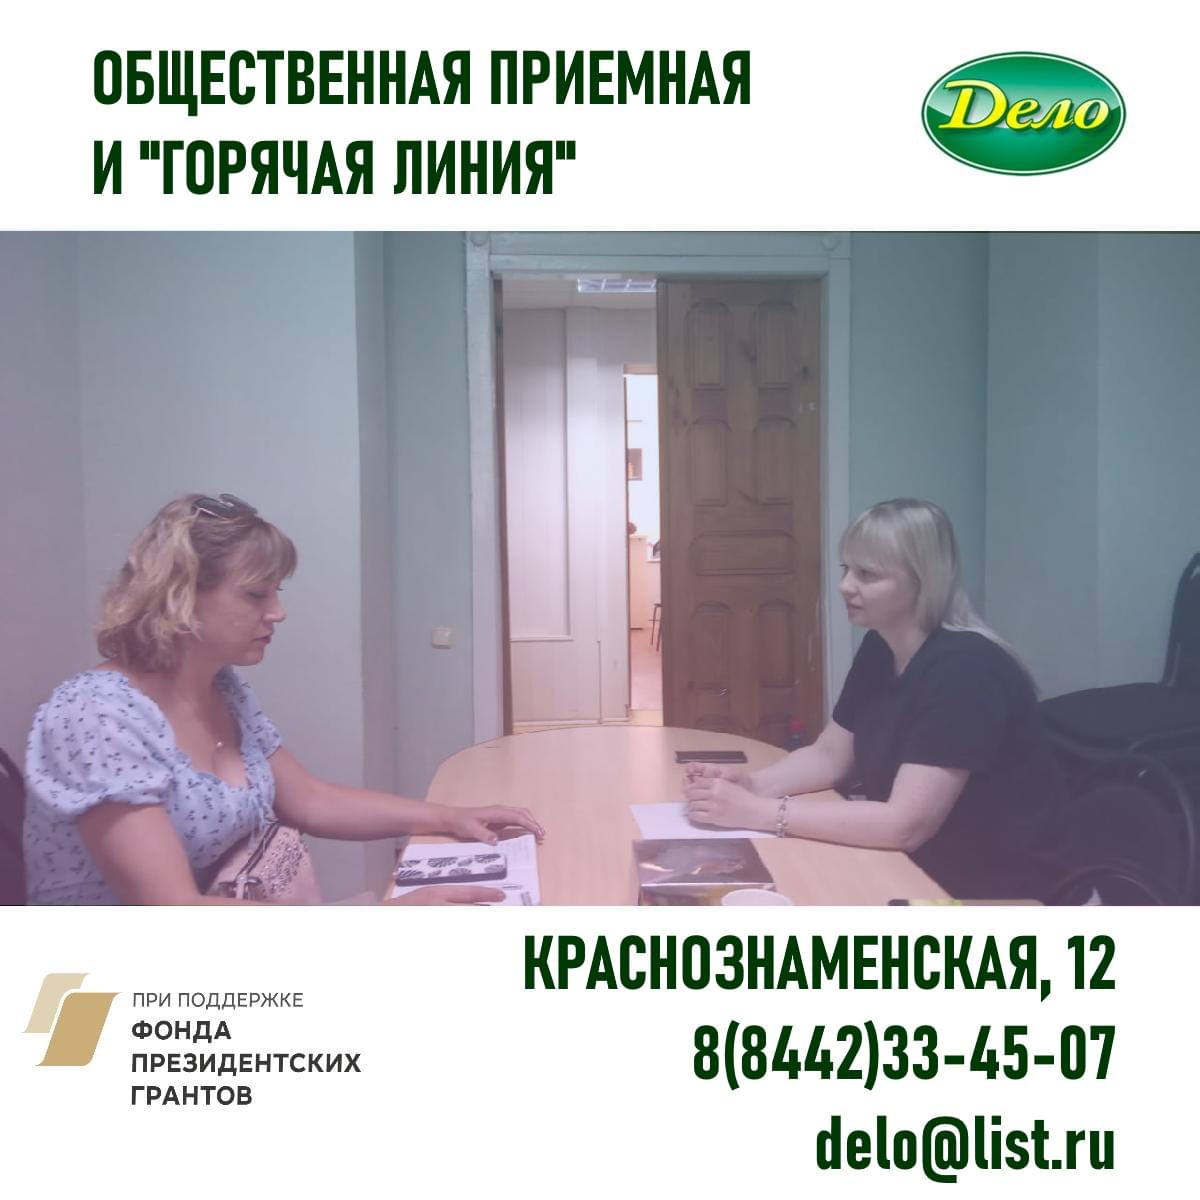 ОБЩЕСТВЕННАЯ ПРИЕМНАЯ
И "ГОРЯЧАЯ ЛИНИЯ"
Дело
КРАСНОЗНАМЕНСКАЯ, 12
8(8442)33-45-07
delo@list.ru
ПРИ ПОДДЕРЖКЕ
ФОНДА
ПРЕЗИДЕНТСКИХ
ГРАНТОВ